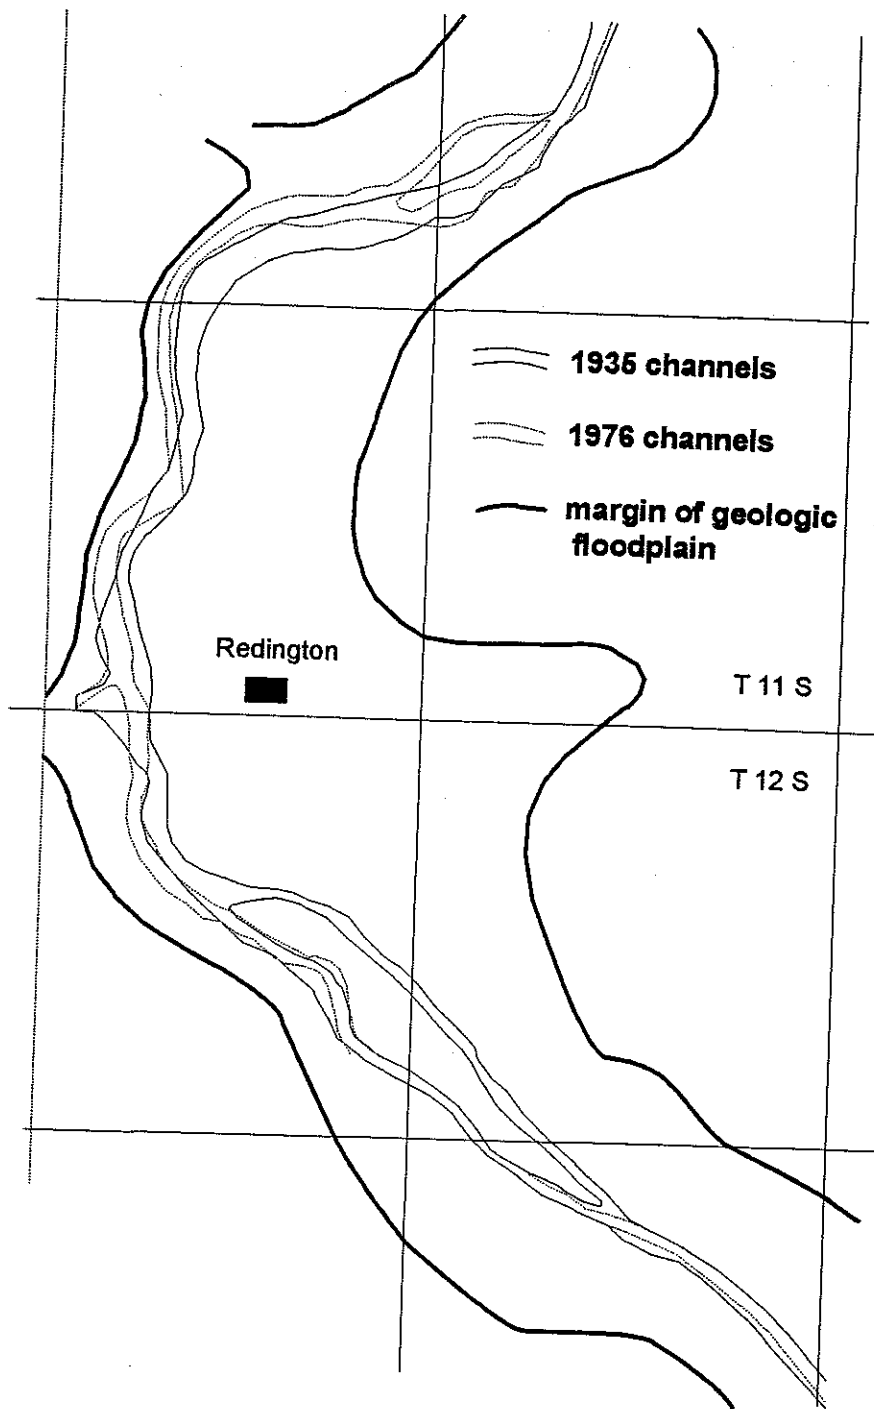 1935 channels
1976 channels
margin of geologic
floodplain
Redington
T 11 S
T 12 S